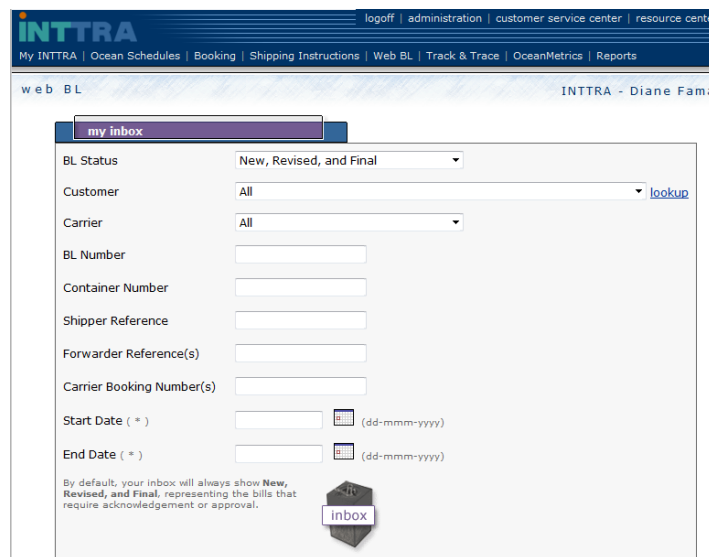 logoff | administration | customer service center | resource cent
INTTRA
My INTTRA | Ocean Schedules | Booking | Shipping Instructions | Web BL | Track & Trace | OceanMetrics | Reports
web BL
INTTRA - Diane Fama
my inbox
BL Status New, Revised, and Final
Customer All lookup
Carrier All
BL Number
Container Number
Shipper Reference
Forwarder Reference(s)
Carrier Booking Number(s)
Start Date ( * ) (dd-mmm-yyyy)
End Date ( * ) (dd-mmm-yyyy)
By default, your inbox will always show New,
Revised, and Final, representing the bills that
require acknowledgement or approval.
inbox